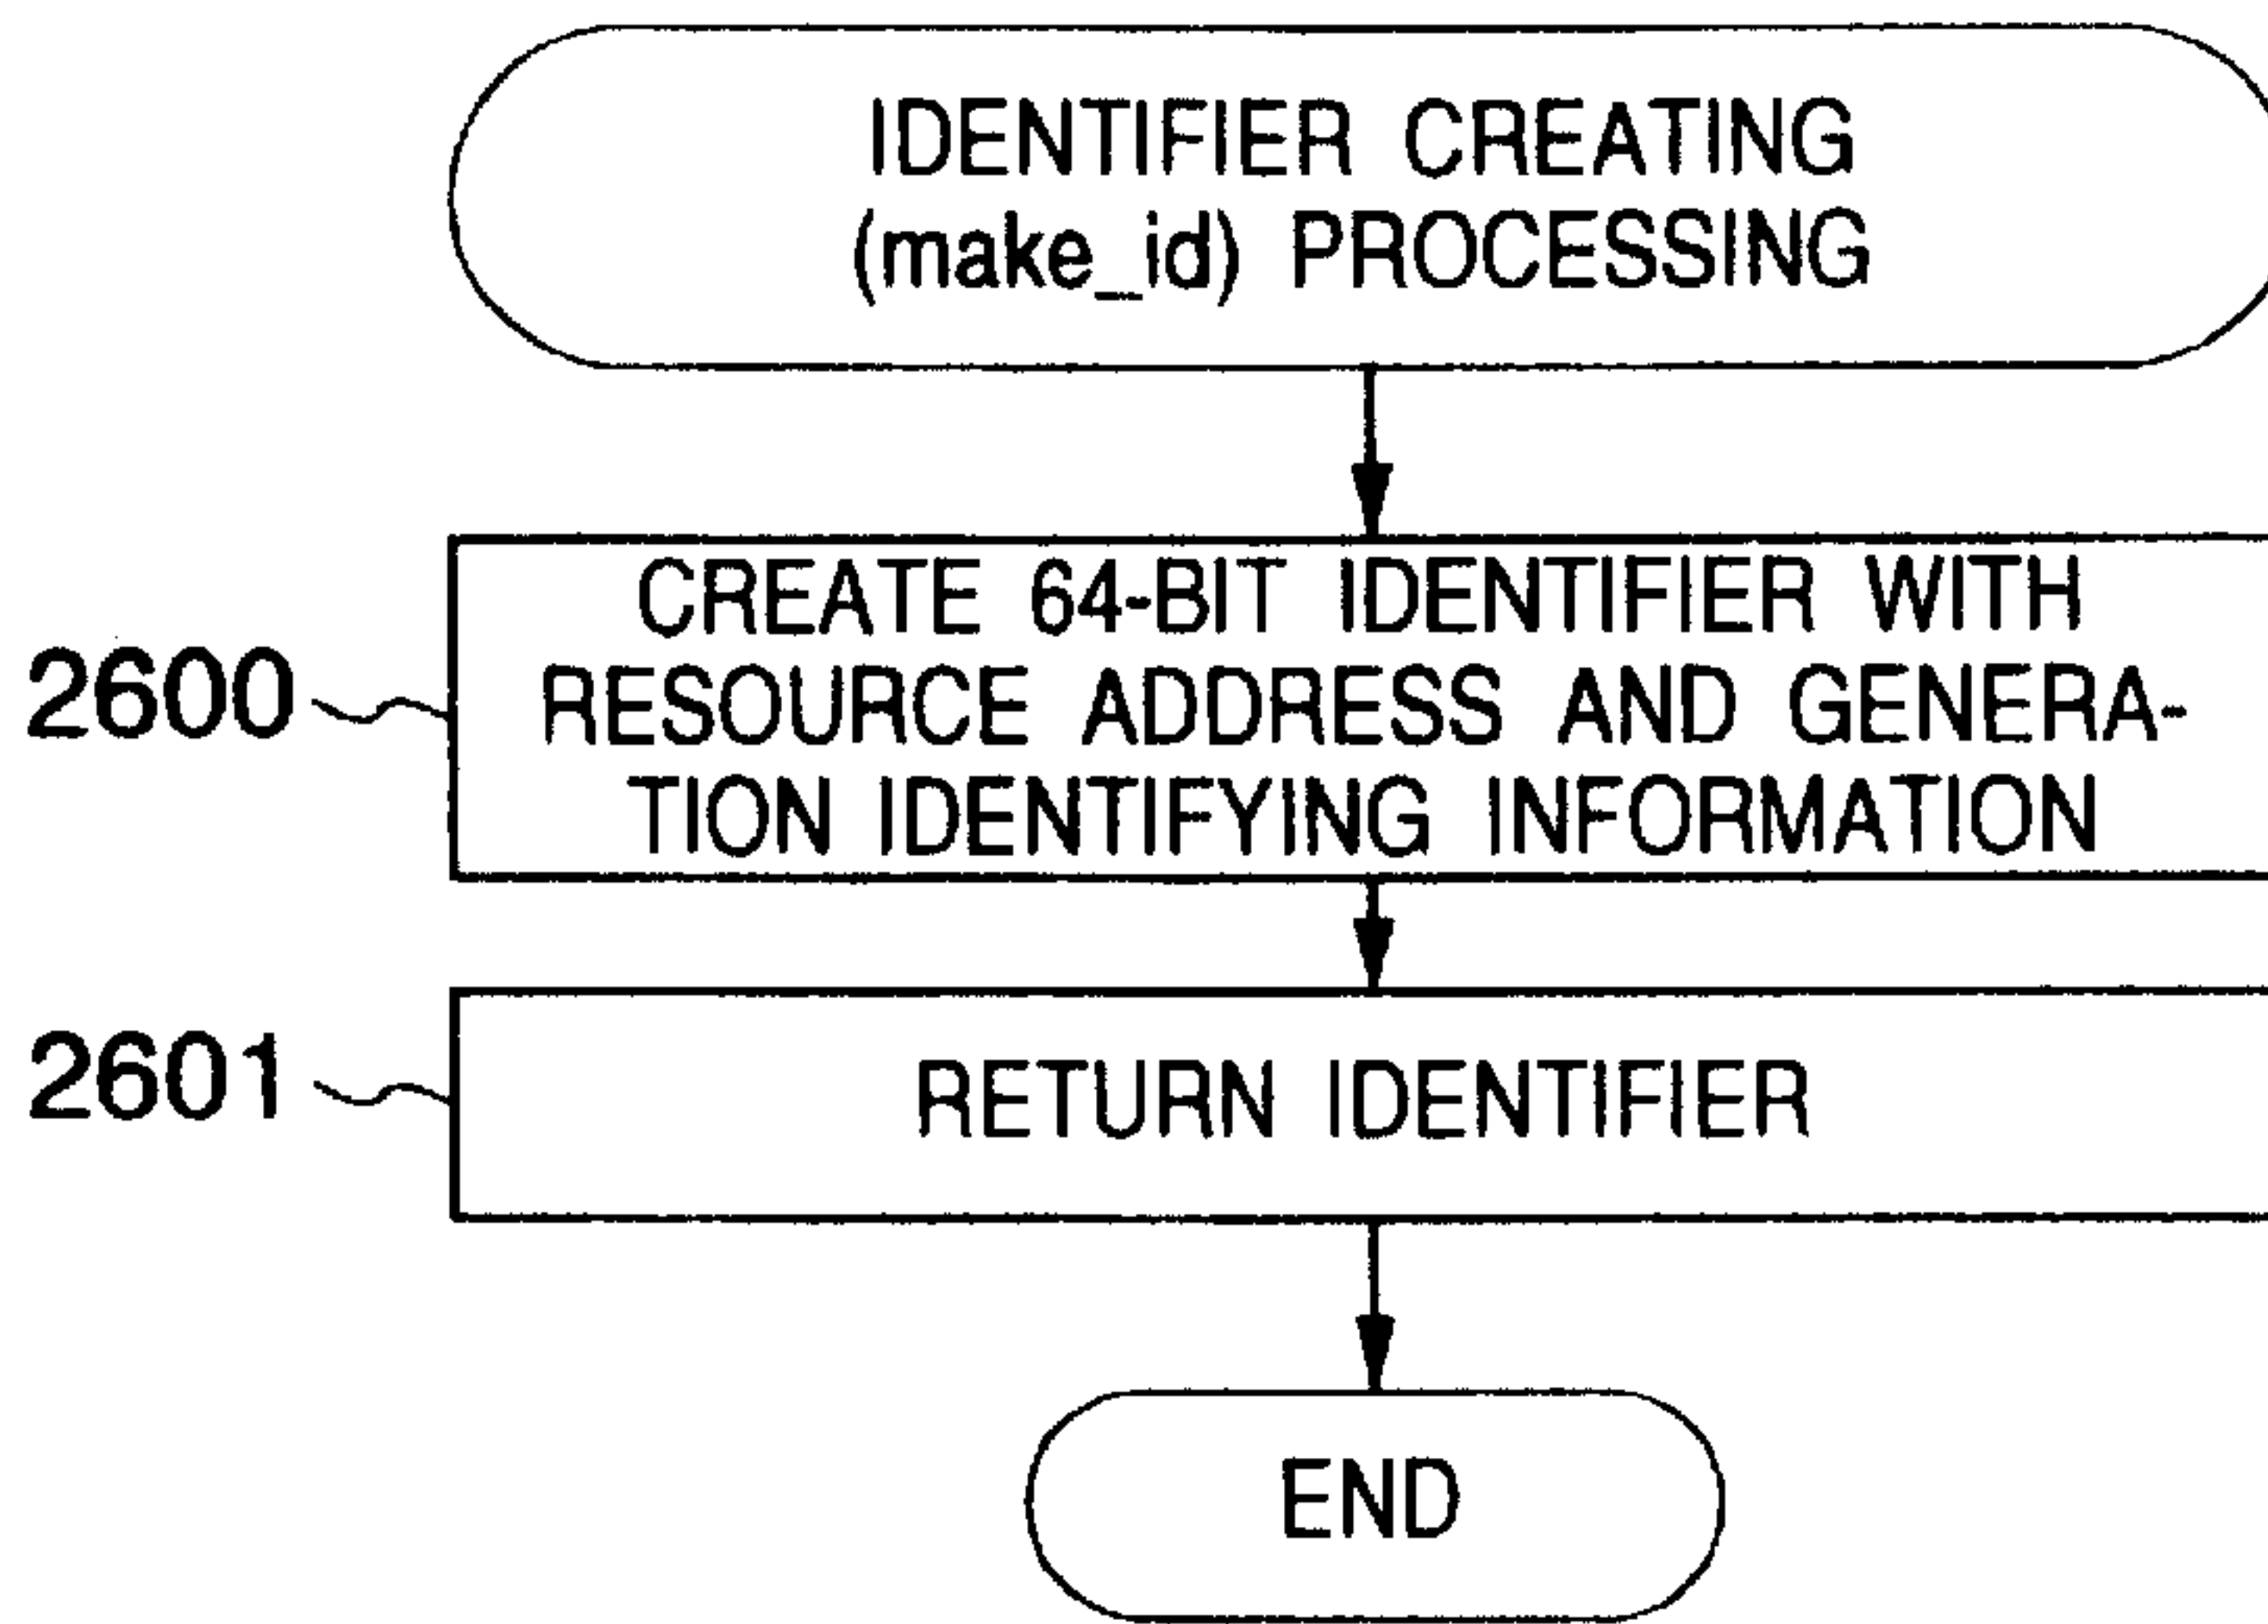 IDENTIFIER CREATING
(make_id) PROCESSING
CREATE 64-BIT IDENTIFIER WITH
2600 RESOURCE ADDRESS AND GENERA-
TION IDENTIFYING INFORMATION
2601 RETURN IDENTIFIER
END